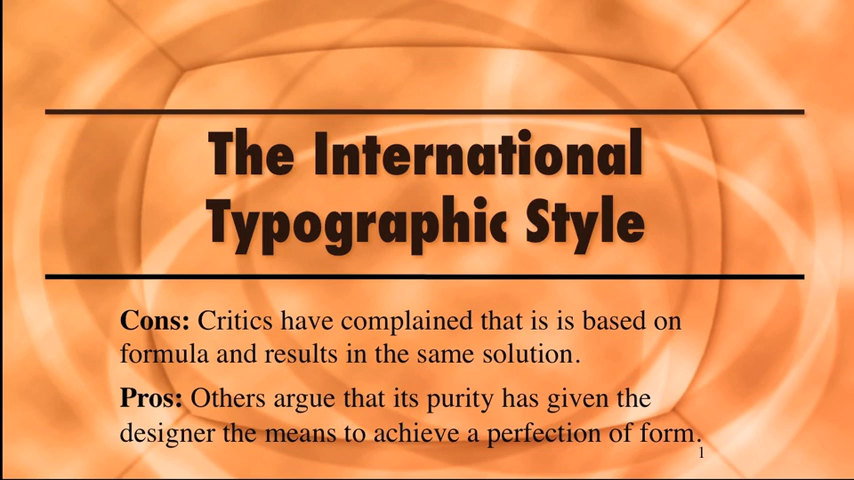 The International
Typographic Style
Cons: Critics have complained that is is based on
formula and results in the same solution.
Pros: Others argue that its purity has given the
designer the means to achieve a perfection of form.
1